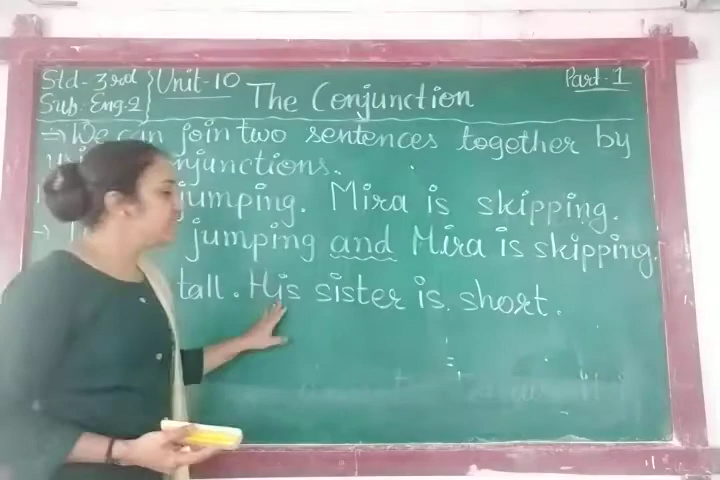 Std - 3rd } Unit - 10 Part - 1
Sub - Eng-2 The Conjunction
⇒ We can join two sentences together by
conjunctions.
jumping. Mira is skipping.
→ jumping and Mira is skipping.
tall. His sister is short.